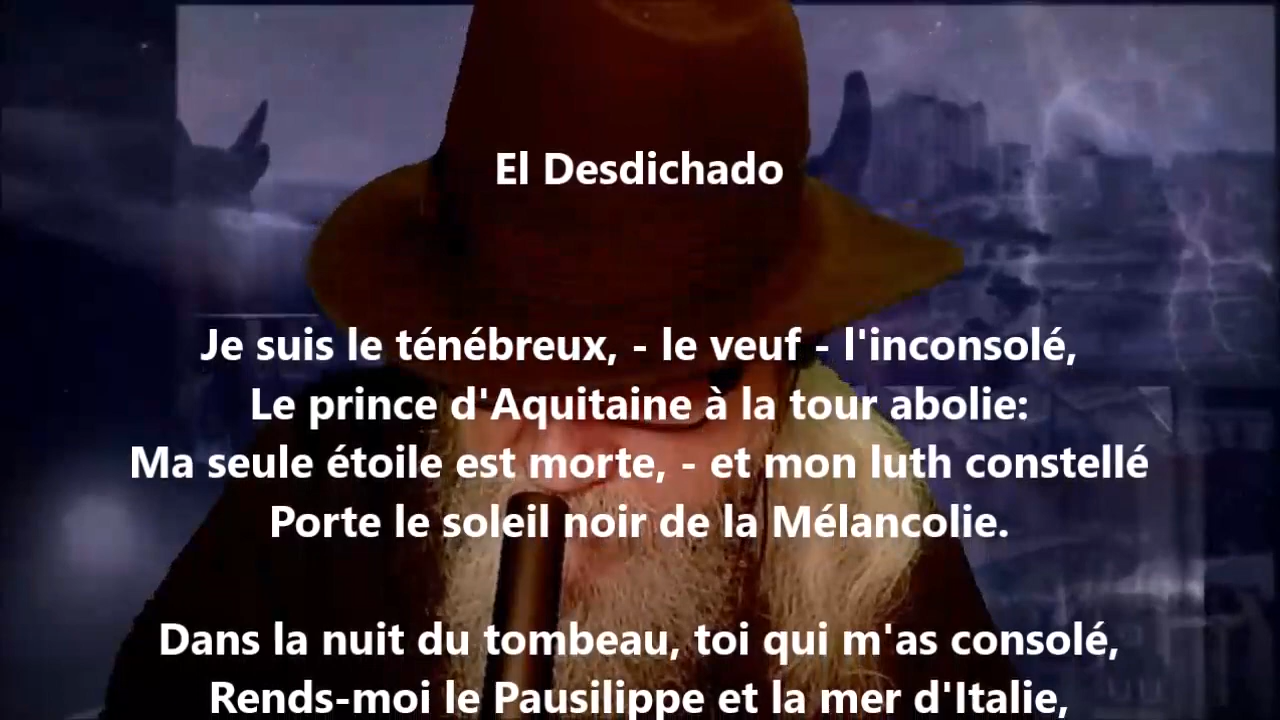 El Desdichado
Je suis le ténébreux, - le veuf - l'inconsolé,
Le prince d'Aquitaine à la tour abolie:
Ma seule étoile est morte, - et mon luth constellé
Porte le soleil noir de la Mélancolie.
Dans la nuit du tombeau, toi qui m'as consolé,
Rends-moi le Pausilippe et la mer d'Italie,